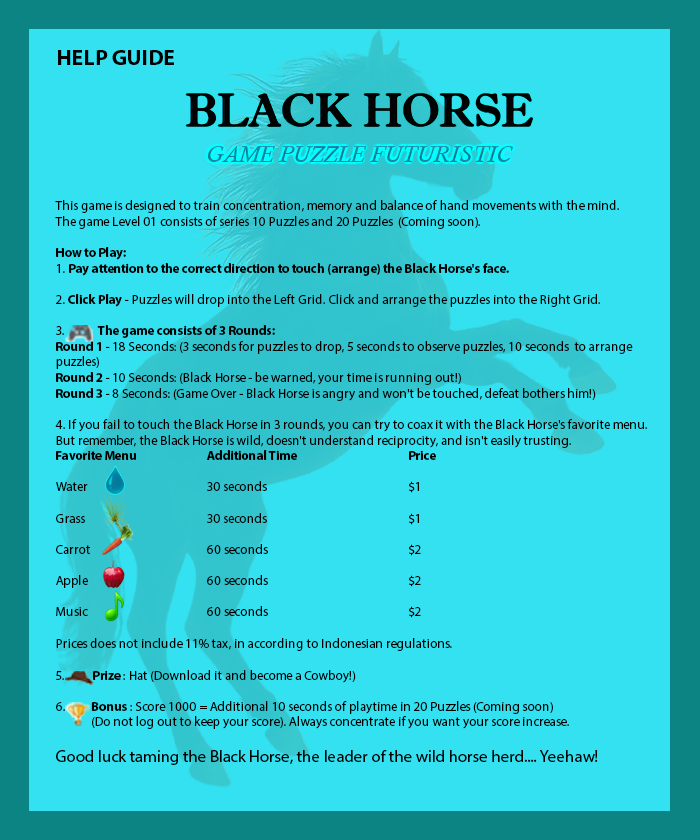 HELP GUIDE
BLACK HORSE
GAME PUZZLE FUTURISTIC
This game is designed to train concentration, memory and balance of hand movements with the mind.
The game Level 01 consists of series 10 Puzzles and 20 Puzzles (Coming soon).
How to Play:
1. Pay attention to the correct direction to touch (arrange) the Black Horse's face.
2. Click Play - Puzzles will drop into the Left Grid. Click and arrange the puzzles into the Right Grid.
3. The game consists of 3 Rounds:
Round 1 - 18 Seconds: (3 seconds for puzzles to drop, 5 seconds to observe puzzles, 10 seconds to arrange
puzzles)
Round 2 - 10 Seconds: (Black Horse - be warned, your time is running out!)
Round 3 - 8 Seconds: (Game Over - Black Horse is angry and won't be touched, defeat bothers him!)
4. If you fail to touch the Black Horse in 3 rounds, you can try to coax it with the Black Horse's favorite menu.
But remember, the Black Horse is wild, doesn't understand reciprocity, and isn't easily trusting.
Favorite Menu Additional Time Price
Water 30 seconds $1
Grass 30 seconds $1
Carrot 60 seconds $2
Apple 60 seconds $2
Music 60 seconds $2
Prices does not include 11% tax, in according to Indonesian regulations.
5. Prize : Hat (Download it and become a Cowboy!)
6. Bonus : Score 1000 = Additional 10 seconds of playtime in 20 Puzzles (Coming soon)
(Do not log out to keep your score). Always concentrate if you want your score increase.
Good luck taming the Black Horse, the leader of the wild horse herd.... Yeehaw!